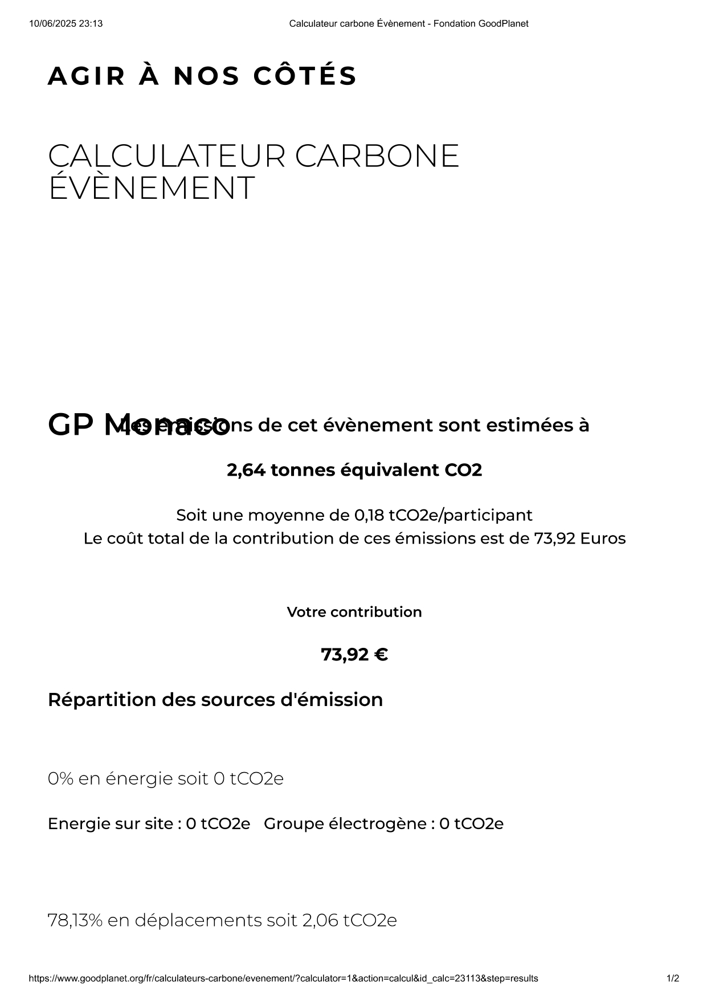 10/06/2025 23:13
Calculateur carbone Évènement - Fondation GoodPlanet
AGIR À NOS CÔTÉS
CALCULATEUR CARBONE
ÉVÈNEMENT
GP Monaco
Les émissions de cet évènement sont estimées à
2,64 tonnes équivalent CO2
Soit une moyenne de 0,18 tCO2e/participant
Le coût total de la contribution de ces émissions est de 73,92 Euros
Votre contribution
73,92 €
Répartition des sources d'émission
0% en énergie soit 0 tCO2e
Energie sur site : 0 tCO2e Groupe électrogène : 0 tCO2e
78,13% en déplacements soit 2,06 tCO2e
https://www.goodplanet.org/fr/calculateurs-carbone/evenement/?calculator=1&action=calcul&id_calc=23113&step=results
1/2